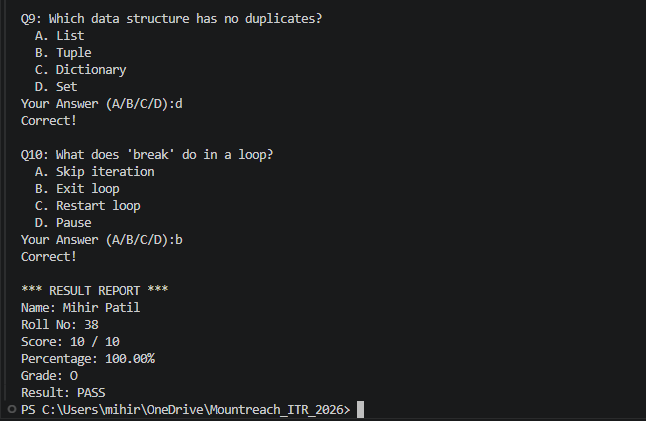 Q9: Which data structure has no duplicates?
A. List
B. Tuple
C. Dictionary
D. Set
Your Answer (A/B/C/D):d
Correct!
Q10: What does 'break' do in a loop?
A. Skip iteration
B. Exit loop
C. Restart loop
D. Pause
Your Answer (A/B/C/D):b
Correct!
*** RESULT REPORT ***
Name: Mihir Patil
Roll No: 38
Score: 10 / 10
Percentage: 100.00%
Grade: O
Result: PASS
PS C:\Users\mihir\OneDrive\Mountreach_ITR_2026>